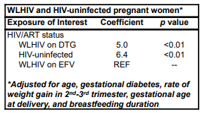 WLHIV and HIV-uninfected pregnant women*
Exposure of Interest Coefficient p value
HIV/ART status
WLHIV on DTG 5.0 <0.01
HIV-uninfected 6.4 <0.01
WLHIV on EFV REF --
*Adjusted for age, gestational diabetes, rate
of weight gain in 2nd-3rd trimester, gestational age
at delivery, and breastfeeding duration